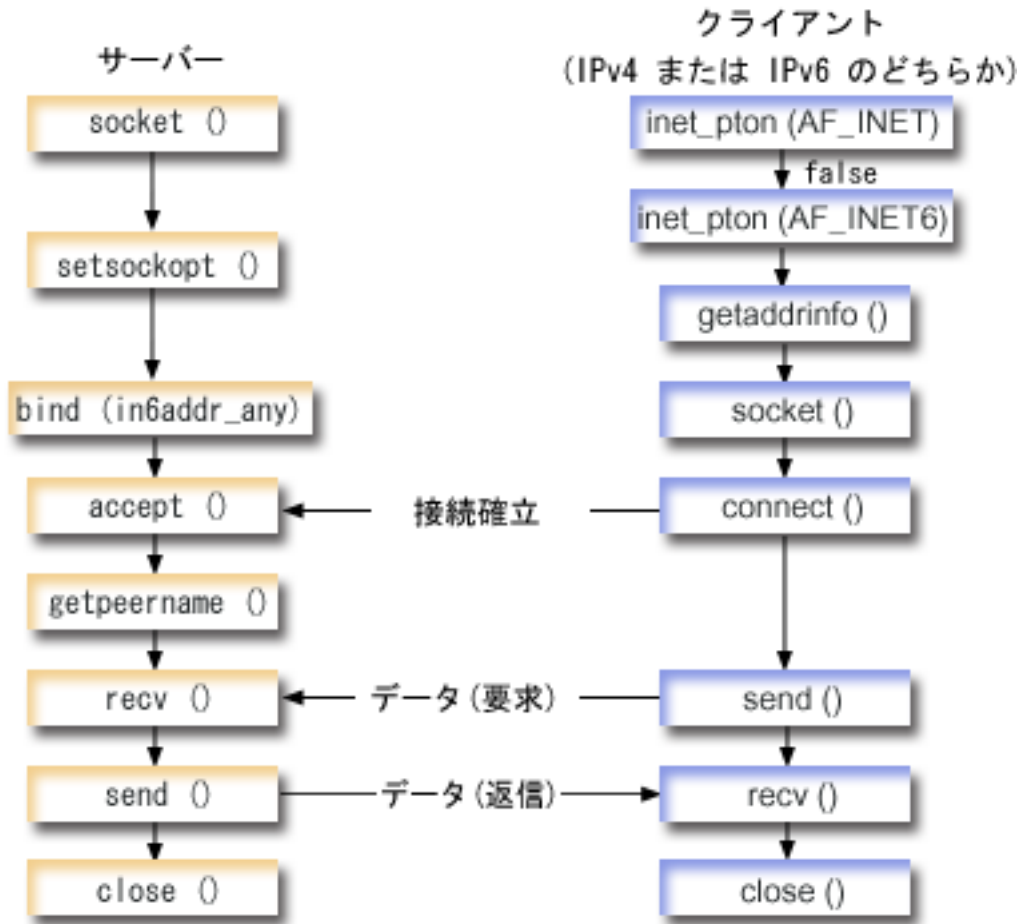 サーバー
socket ()
setsockopt ()
bind (in6addr_any)
accept ()
getpeername ()
recv ()
send ()
close ()
接続確立
データ(要求)
データ(返信)
クライアント
(IPv4 または IPv6 のどちらか)
inet_pton (AF_INET)
false
inet_pton (AF_INET6)
getaddrinfo ()
socket ()
connect ()
send ()
recv ()
close ()